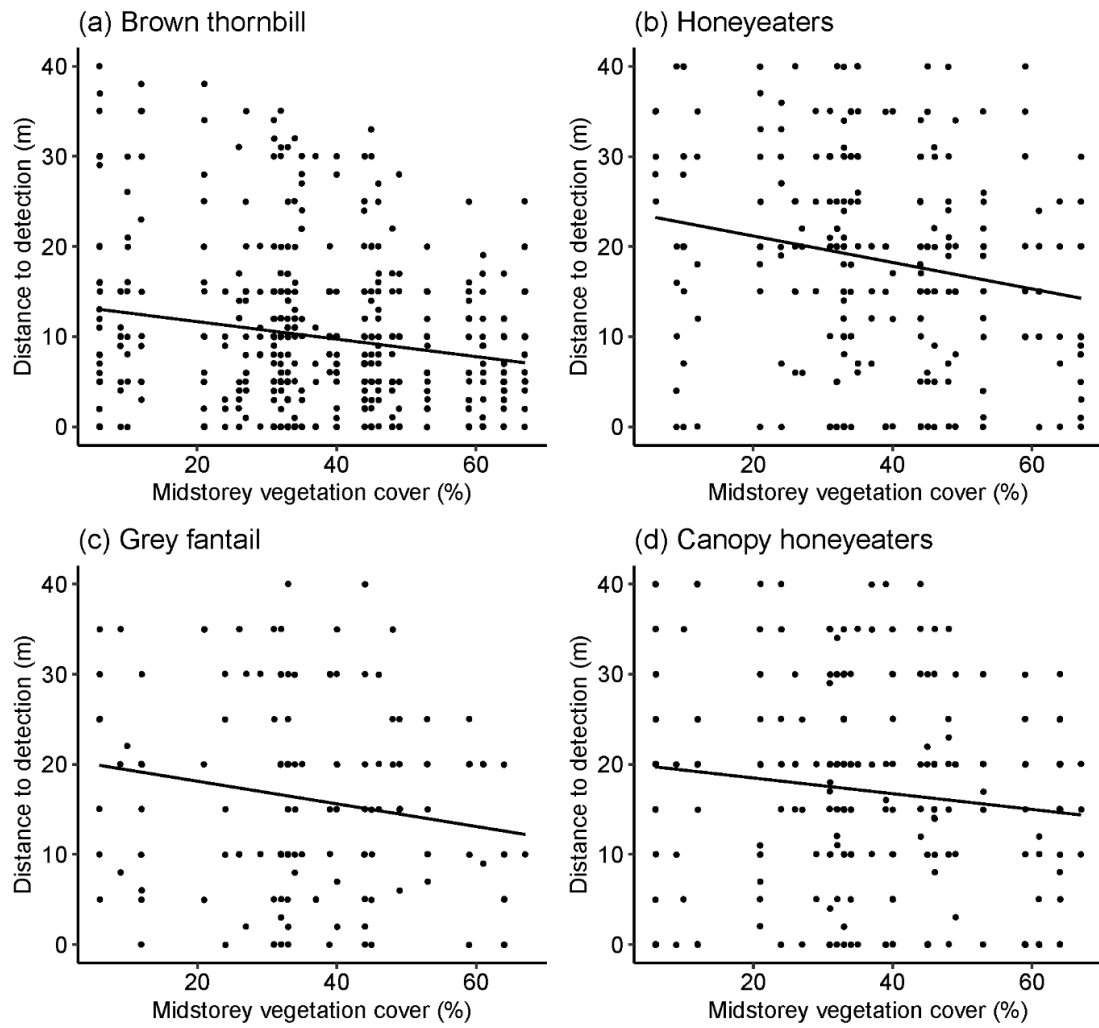 (a) Brown thornbill
40
30
20
10
0
Distance to detection (m)
20
40
60
Midstorey vegetation cover (%)
(b) Honeyeaters
40
30
20
10
0
Distance to detection (m)
20
40
60
Midstorey vegetation cover (%)
(c) Grey fantail
40
30
20
10
0
Distance to detection (m)
20
40
60
Midstorey vegetation cover (%)
(d) Canopy honeyeaters
40
30
20
10
0
Distance to detection (m)
20
40
60
Midstorey vegetation cover (%)